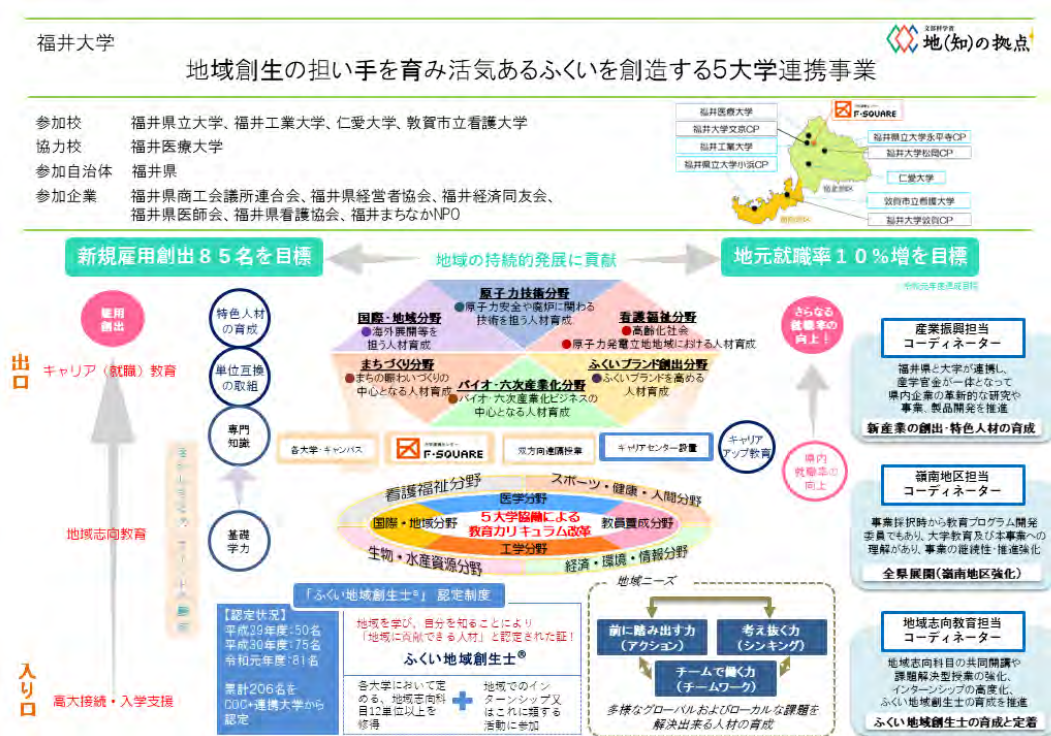 福井大学
文部科学省
地(知)の拠点
地域創生の担い手を育み活気あるふくいを創造する5大学連携事業
参加校 福井県立大学、福井工業大学、仁愛大学、敦賀市立看護大学
協力校 福井医療大学
参加自治体 福井県
参加企業 福井県商工会議所連合会、福井県経営者協会、福井経済同友会、
福井県医師会、福井県看護協会、福井まちなかNPO
福井医療大学
福井大学文京CP
福井工業大学
福井県立大学小浜CP
F-SQUARE
福井県立大学永平寺CP
福井大学松岡CP
仁愛大学
敦賀市立看護大学
福井大学敦賀CP
新規雇用創出85名を目標
地域の持続的発展に貢献
地元就職率10%増を目標
出口
雇用
創出
キャリア(就職)教育
地域志向教育
入り口
高大接続・入学支援
特色人材
の育成
単位互換
の取組
専門
知識
基礎
学力
原子力技術分野
●原子力安全や廃炉に関わる
技術を担う人材育成
国際・地域分野
●海外展開等を
担う人材育成
看護福祉分野
●高齢化社会
●原子力発電立地地域における人材育成
まちづくり分野
●まちの賑わいづくりの
中心となる人材育成
バイオ・六次産業化分野
●バイオ・六次産業化ビジネスの
中心となる人材育成
ふくいブランド創出分野
●ふくいブランドを高める
人材育成
各大学・キャンパス
F-SQUARE
双方向遠隔授業
キャリアセンター設置
キャリア
アップ教育
さらなる
就職率の
向上!
県内
就職率の
向上
看護福祉分野
スポーツ・健康・人間分野
医学分野
国際・地域分野
5大学協働による
教育カリキュラム改革
教員養成分野
工学分野
生物・水産資源分野
経済・環境・情報分野
「ふくい地域創生士®」 認定制度
【認定状況】
平成29年度:50名
平成30年度:75名
令和元年度:81名
累計206名を
COC+連携大学から
認定
地域を学び、自分を知ることにより
「地域に貢献できる人材」と認定された証!
ふくい地域創生士®
各大学において定
める、地域志向科
目12単位以上を
修得
地域でのイン
ターンシップ又
はこれに類する
活動に参加
地域ニーズ
前に踏み出す力
(アクション)
考え抜く力
(シンキング)
チームで働く力
(チームワーク)
多様なグローバルおよびローカルな課題を
解決出来る人材の育成
産業振興担当
コーディネーター
福井県と大学が連携し、
産学官金が一体となって
県内企業の革新的な研究や
事業、製品開発を推進
新産業の創出・特色人材の育成
嶺南地区担当
コーディネーター
事業採択時から教育プログラム開発
委員でもあり、大学教育及び本事業への
理解があり、事業の継続性・推進強化
全県展開(嶺南地区強化)
地域志向教育担当
コーディネーター
地域志向科目の共同開講や
課題解決型授業の強化、
インターンシップの高度化、
ふくい地域創生士の育成を推進
ふくい地域創生士の育成と定着